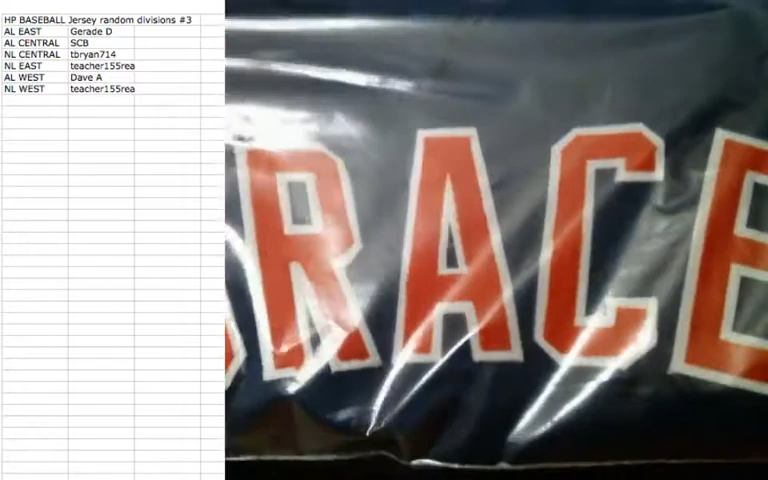 HP BASEBALL Jersey random divisions #3
AL EAST Gerade D
AL CENTRAL SCB
NL CENTRAL tbryan714
NL EAST teacher155rea
AL WEST Dave A
NL WEST teacher155rea
RACE